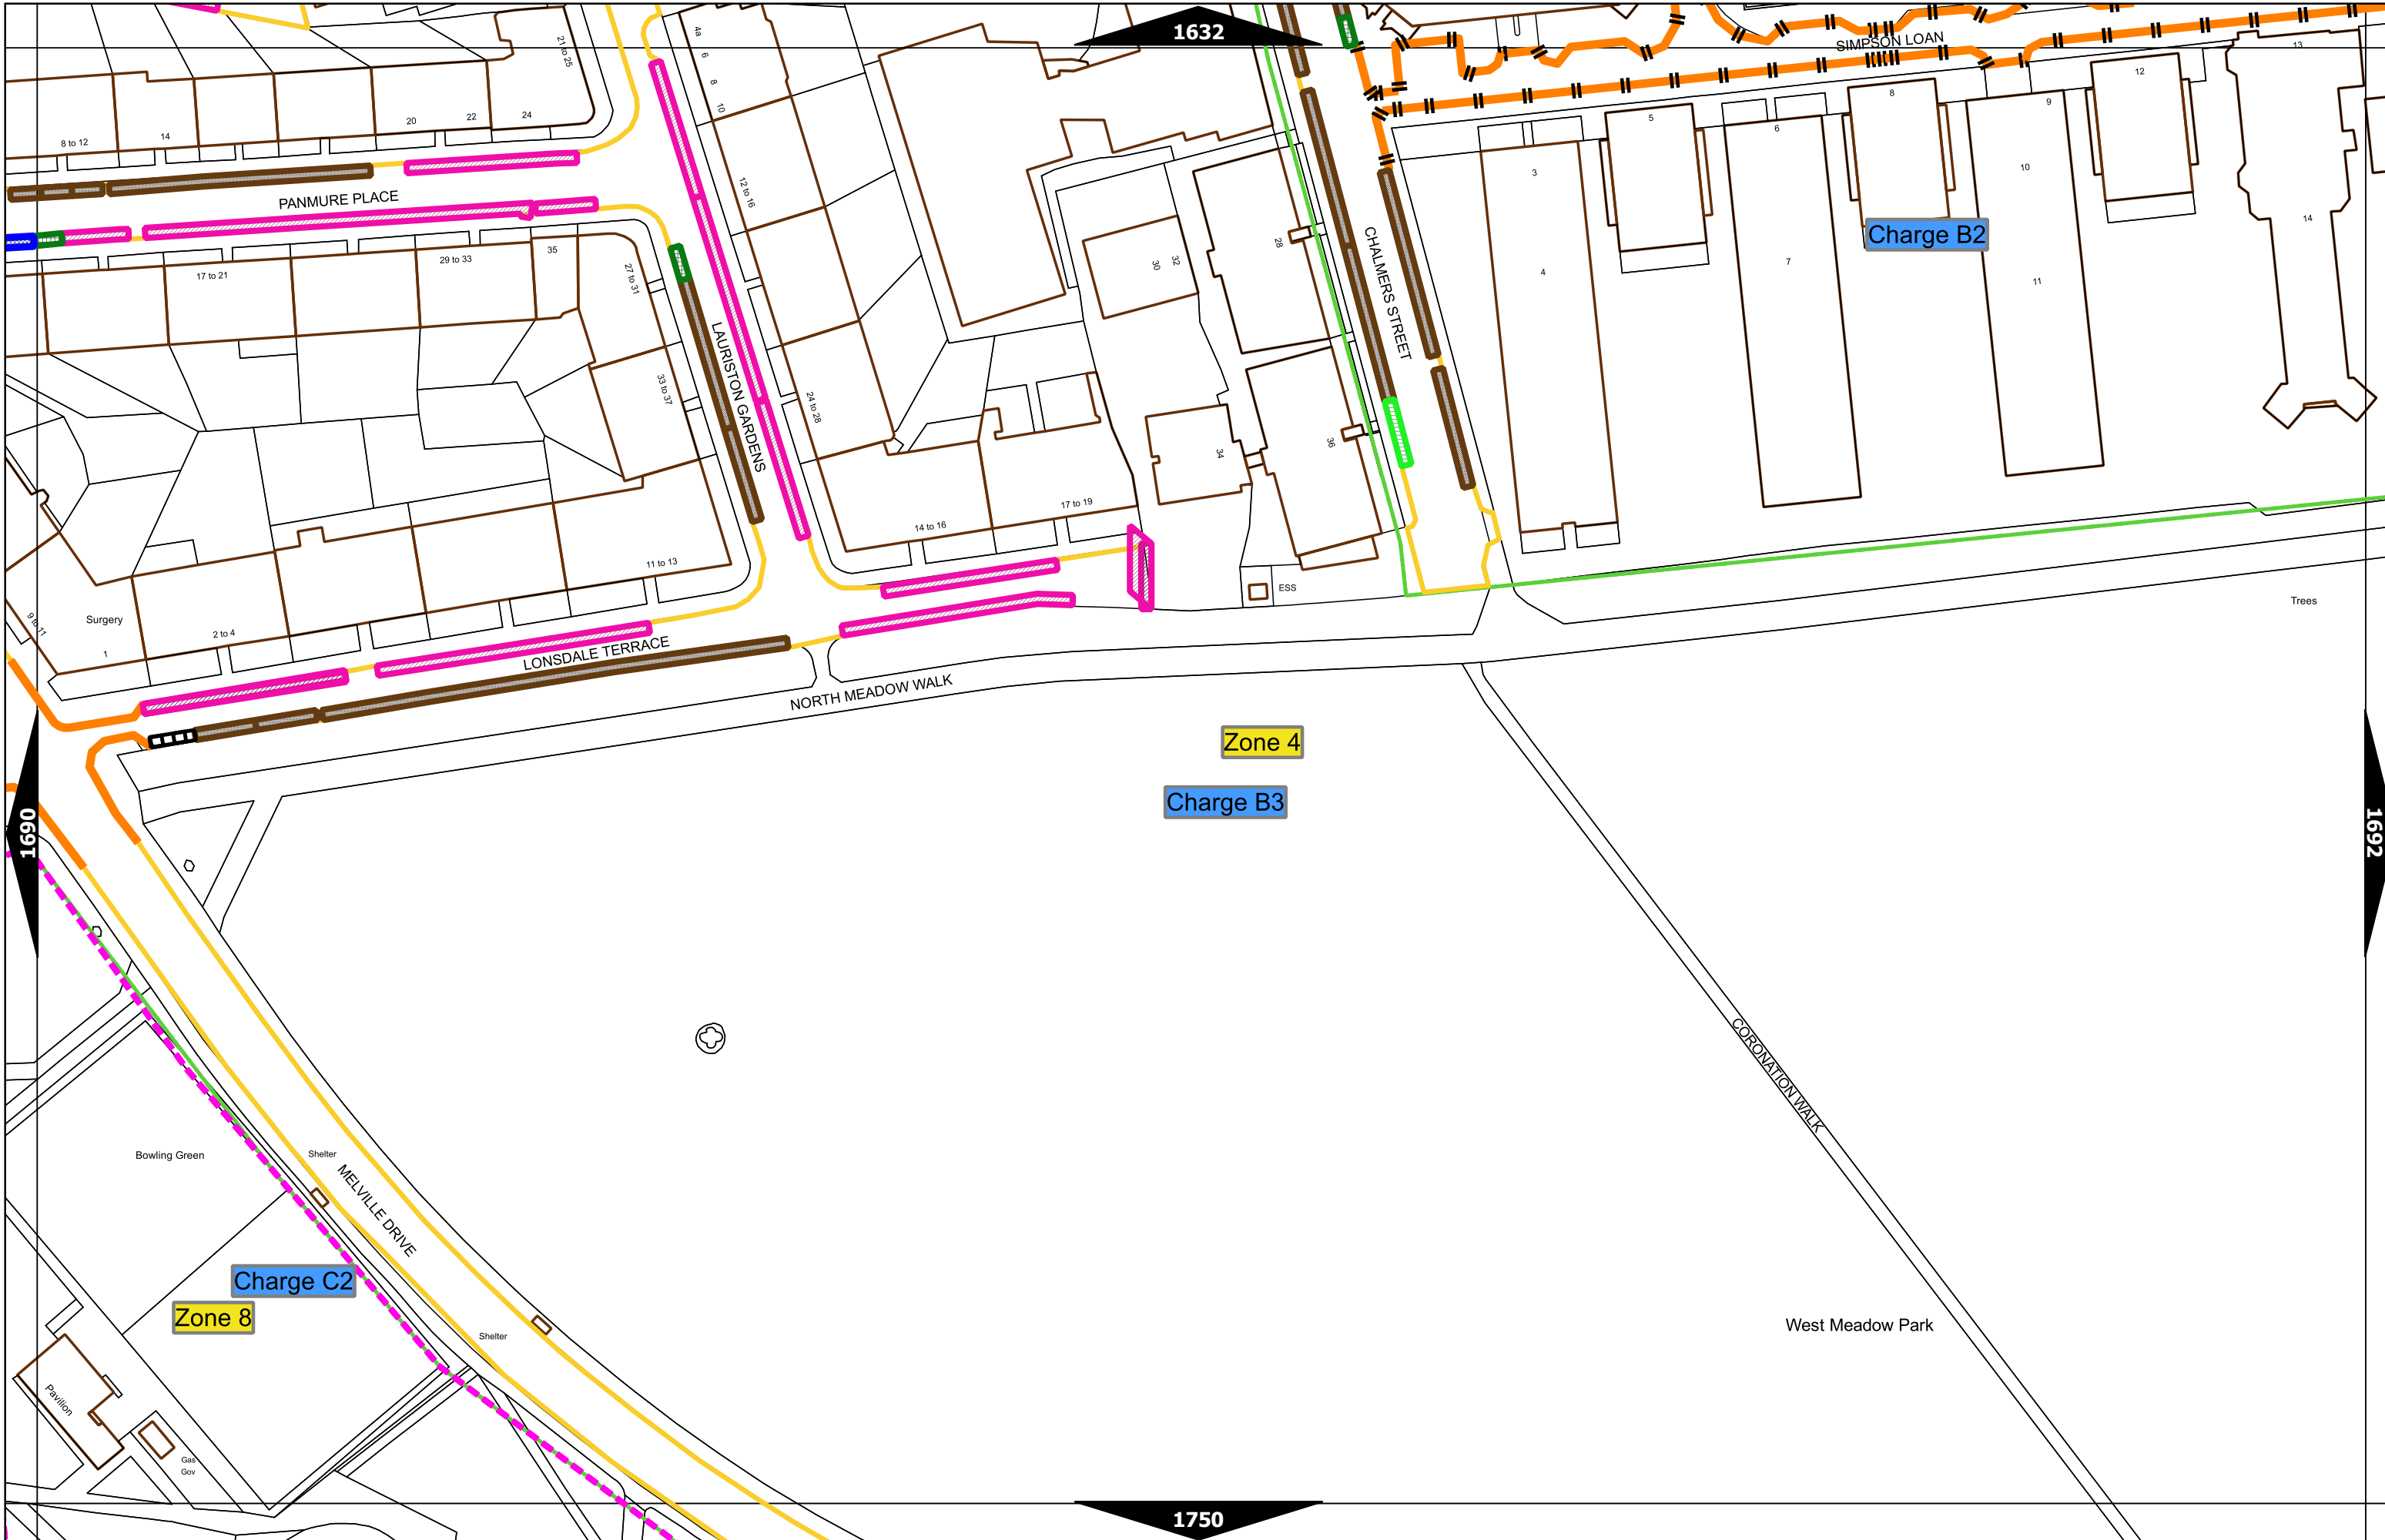 1632
SIMPSON LOAN
4a
6
8
10
21 to 25
8 to 12
14
20
22
24
PANMURE PLACE
12 to 16
17 to 21
29 to 33
35
27 to 31
33 to 37
LAURISTON GARDENS
24 to 28
28
30
32
34
36
CHALMERS STREET
3
4
5
6
7
8
9
10
11
12
13
14
Charge B2
14 to 16
17 to 19
11 to 13
ESS
Trees
Surgery
9 to 11
1
2 to 4
LONSDALE TERRACE
NORTH MEADOW WALK
Zone 4
Charge B3
1690
1692
CORONATION WALK
Bowling Green
Shelter
MELVILLE DRIVE
Charge C2
Zone 8
Shelter
West Meadow Park
Pavilion
Gas
Gov
1750